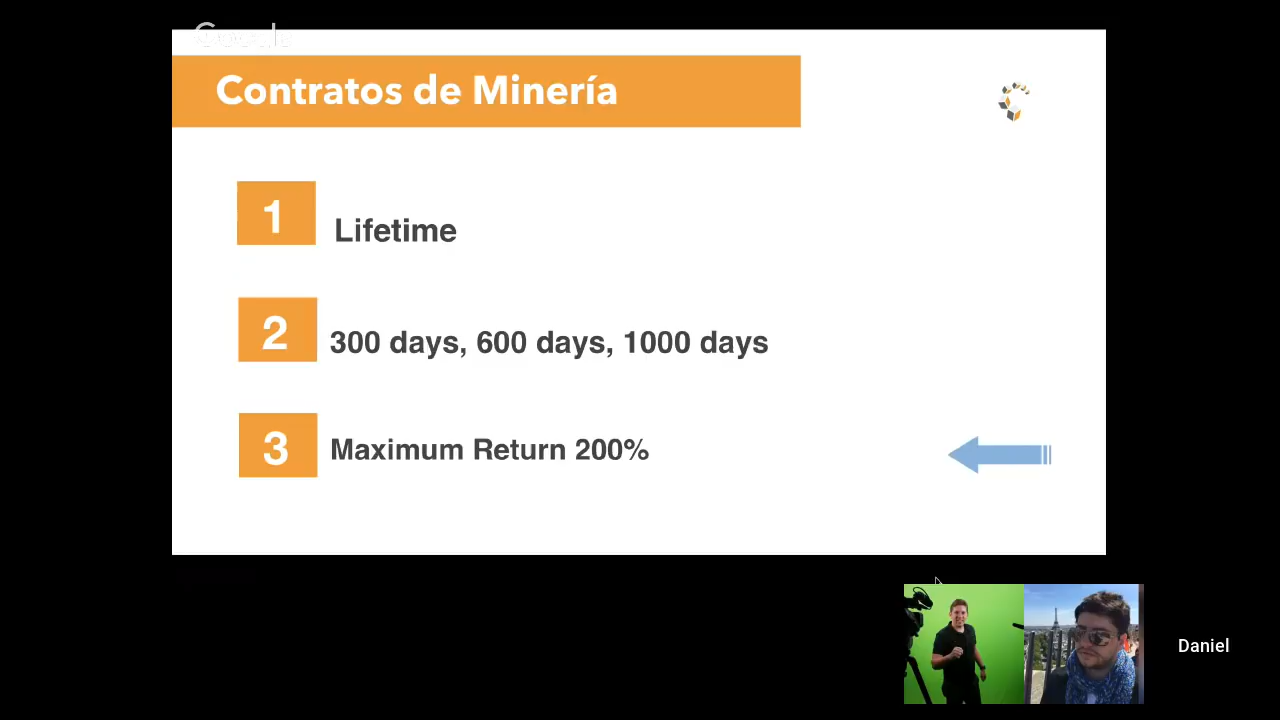 Contratos de Minería
1
Lifetime
2
300 days, 600 days, 1000 days
3
Maximum Return 200%
Daniel